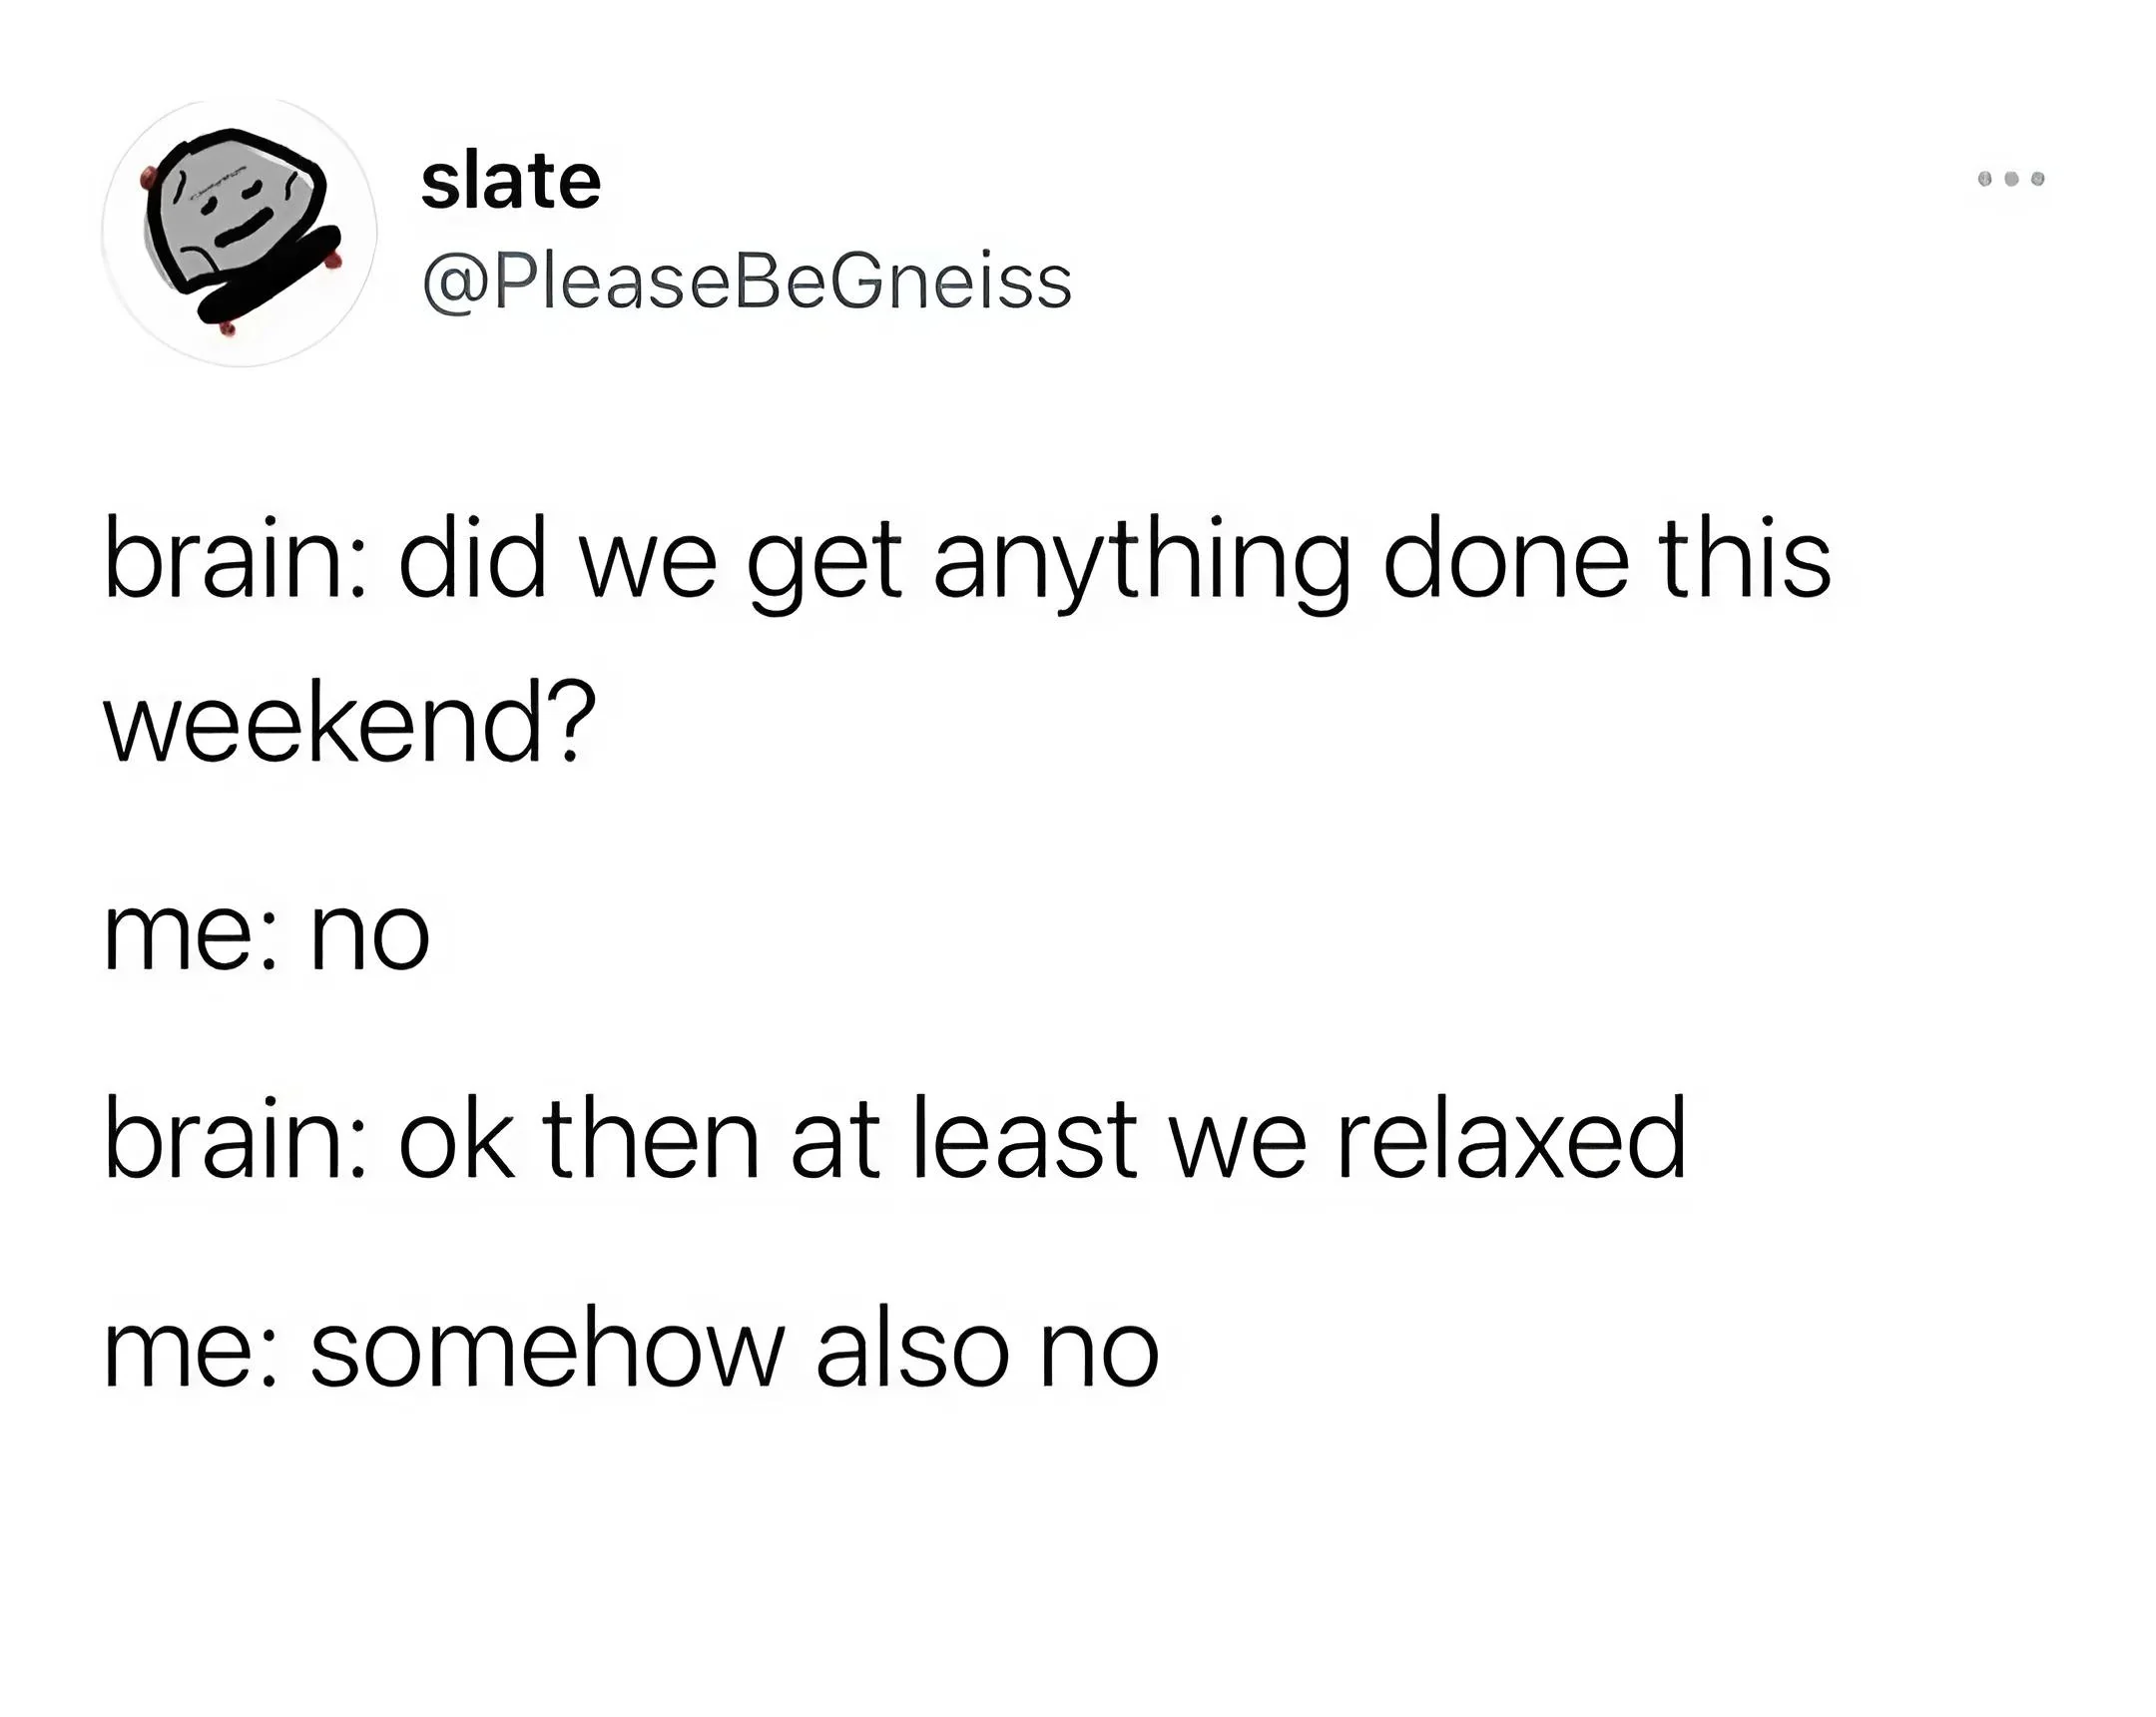 slate
@PleaseBeGneiss
brain: did we get anything done this
weekend?
me: no
brain: ok then at least we relaxed
me: somehow also no